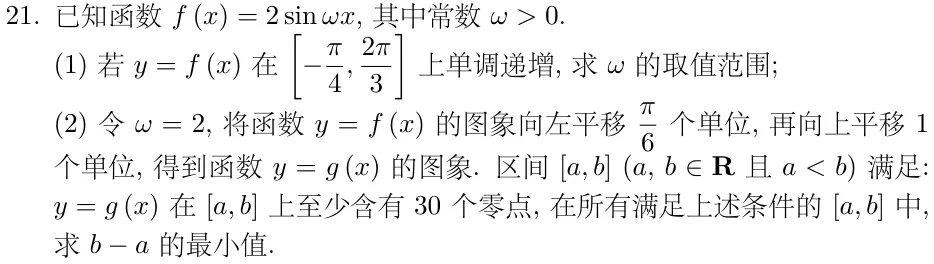 21. 已知函数 f (x) = 2 sin ωx, 其中常数 ω > 0.
(1) 若 y = f (x) 在 [−π/4, 2π/3] 上单调递增, 求 ω 的取值范围;
(2) 令 ω = 2, 将函数 y = f (x) 的图象向左平移 π/6 个单位, 再向上平移 1
个单位, 得到函数 y = g (x) 的图象. 区间 [a, b] (a, b ∈ R 且 a < b) 满足:
y = g (x) 在 [a, b] 上至少含有 30 个零点, 在所有满足上述条件的 [a, b] 中,
求 b − a 的最小值.